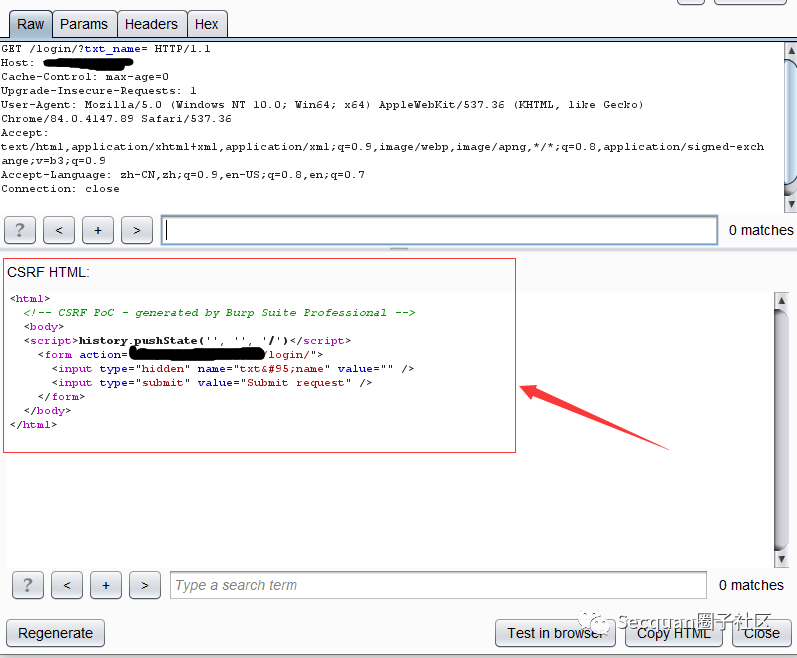 Raw Params Headers Hex
GET /login/?txt_name= HTTP/1.1
Host:
Cache-Control: max-age=0
Upgrade-Insecure-Requests: 1
User-Agent: Mozilla/5.0 (Windows NT 10.0; Win64; x64) AppleWebKit/537.36 (KHTML, like Gecko)
Chrome/84.0.4147.89 Safari/537.36
Accept:
text/html,application/xhtml+xml,application/xml;q=0.9,image/webp,image/apng,*/*;q=0.8,application/signed-exch
ange;v=b3;q=0.9
Accept-Language: zh-CN,zh;q=0.9,en-US;q=0.8,en;q=0.7
Connection: close
? < + > 0 matches
CSRF HTML:
<html>
<!-- CSRF PoC - generated by Burp Suite Professional -->
<body>
<script>history.pushState('', '', '/')</script>
<form action= /login/">
<input type="hidden" name="txt&#95;name" value="" />
<input type="submit" value="Submit request" />
</form>
</body>
</html>
? < + > Type a search term 0 matches
Secquan圈子社区
Regenerate Test in browser Copy HTML Close